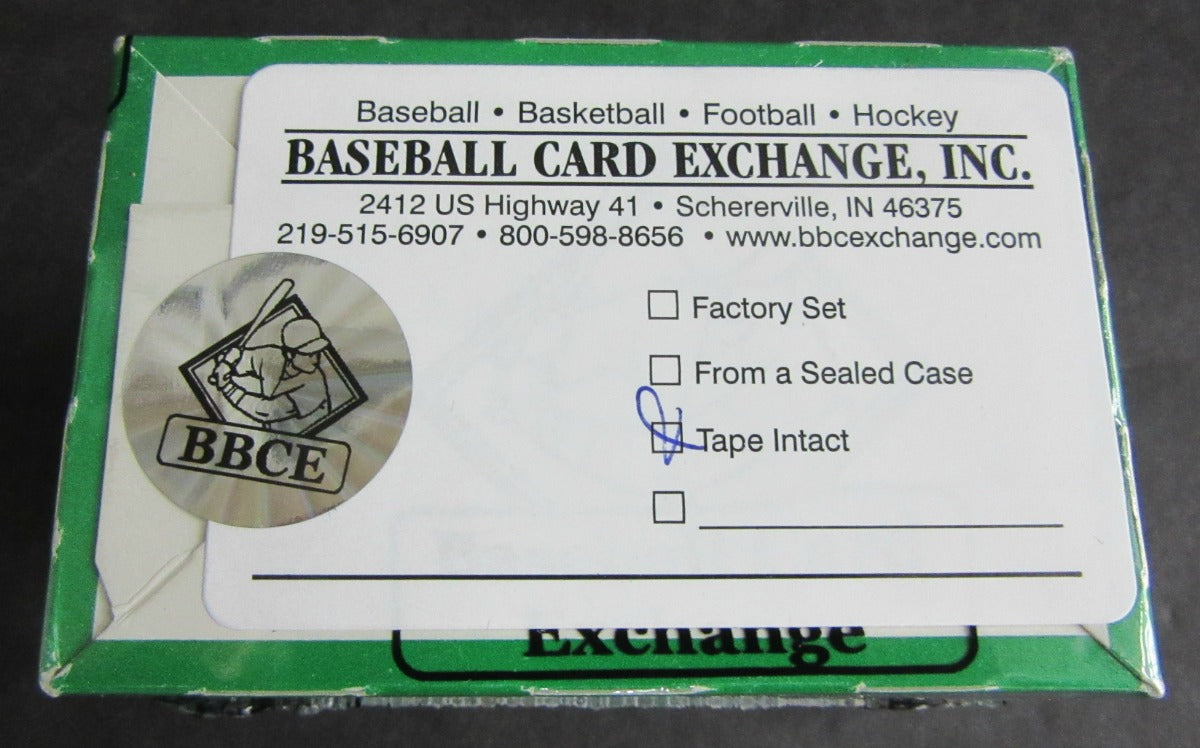 Baseball • Basketball • Football • Hockey
BASEBALL CARD EXCHANGE, INC.
2412 US Highway 41 • Schererville, IN 46375
219-515-6907 • 800-598-8656 • www.bbcexchange.com
Factory Set
From a Sealed Case
Tape Intact
BBCE
Exchange